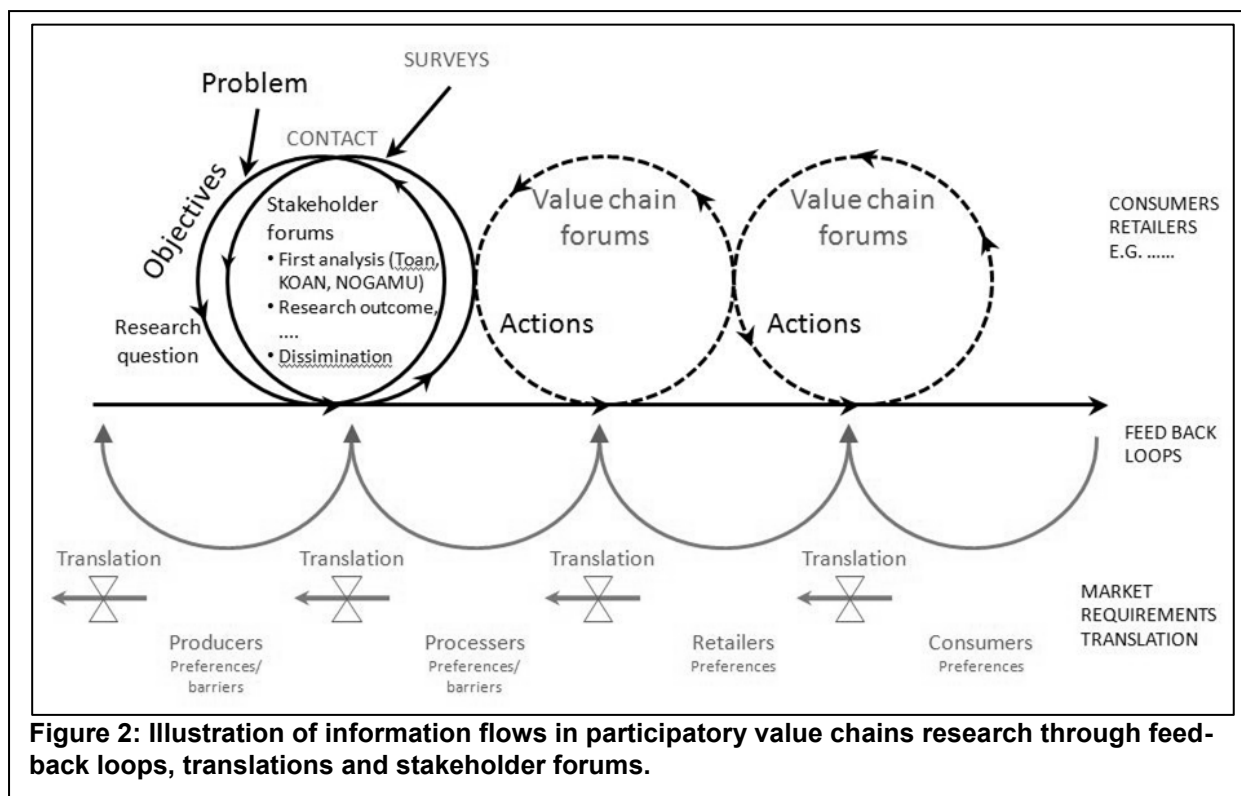 SURVEYS
Problem
CONTACT
Objectives
Stakeholder
forums
• First analysis (Toan,
KOAN, NOGAMU)
• Research outcome,
....
• Dissimination
Research
question
Value chain
forums
Actions
Value chain
forums
Actions
CONSUMERS
RETAILERS
E.G. ......
FEED BACK
LOOPS
Translation
Translation
Translation
Translation
MARKET
REQUIREMENTS
TRANSLATION
Producers
Preferences/
barriers
Processers
Preferences/
barriers
Retailers
Preferences
Consumers
Preferences
Figure 2: Illustration of information flows in participatory value chains research through feed-
back loops, translations and stakeholder forums.